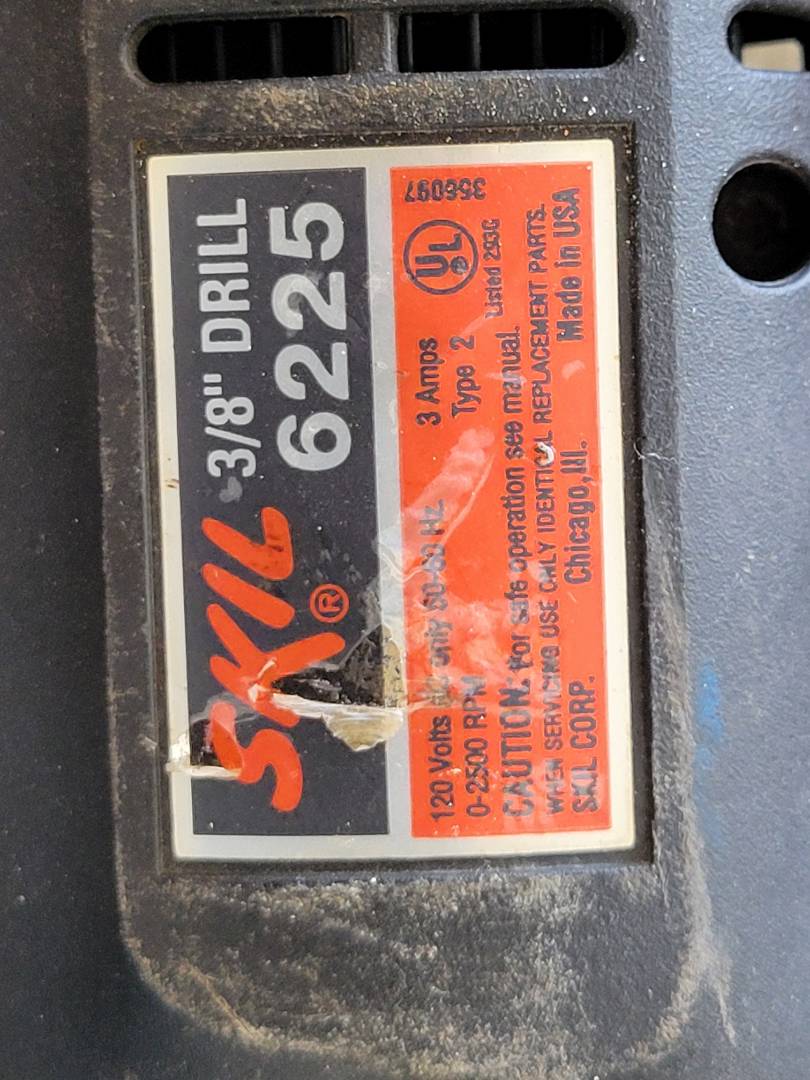 SKIL® 3/8" DRILL
6225
120 Volts only 50-60 Hz 3 Amps
0-2500 RPM Type 2
UL
Listed 293G
356097
CAUTION: For safe operation see manual.
WHEN SERVICING USE ONLY IDENTICAL REPLACEMENT PARTS.
SKIL CORP. Chicago, Ill. Made in USA